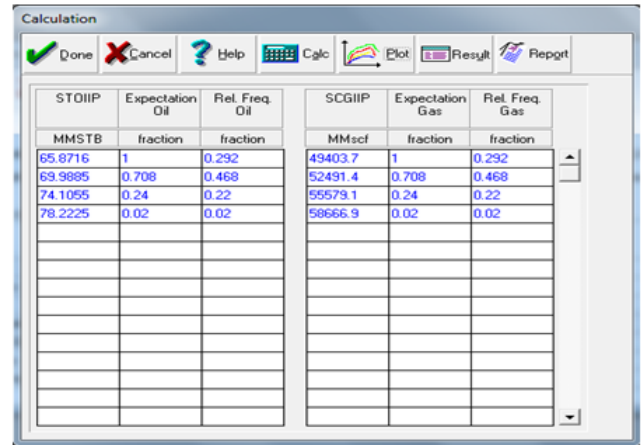 Calculation
Done Cancel Help Calc Plot Result Report
STOIIP Expectation Oil Rel. Freq. Oil SCGIIP Expectation Gas Rel. Freq. Gas
MMSTB fraction fraction MMscf fraction fraction
65.8716 1 0.292 49403.7 1 0.292
69.9885 0.708 0.468 52491.4 0.708 0.468
74.1055 0.24 0.22 55579.1 0.24 0.22
78.2225 0.02 0.02 58666.9 0.02 0.02